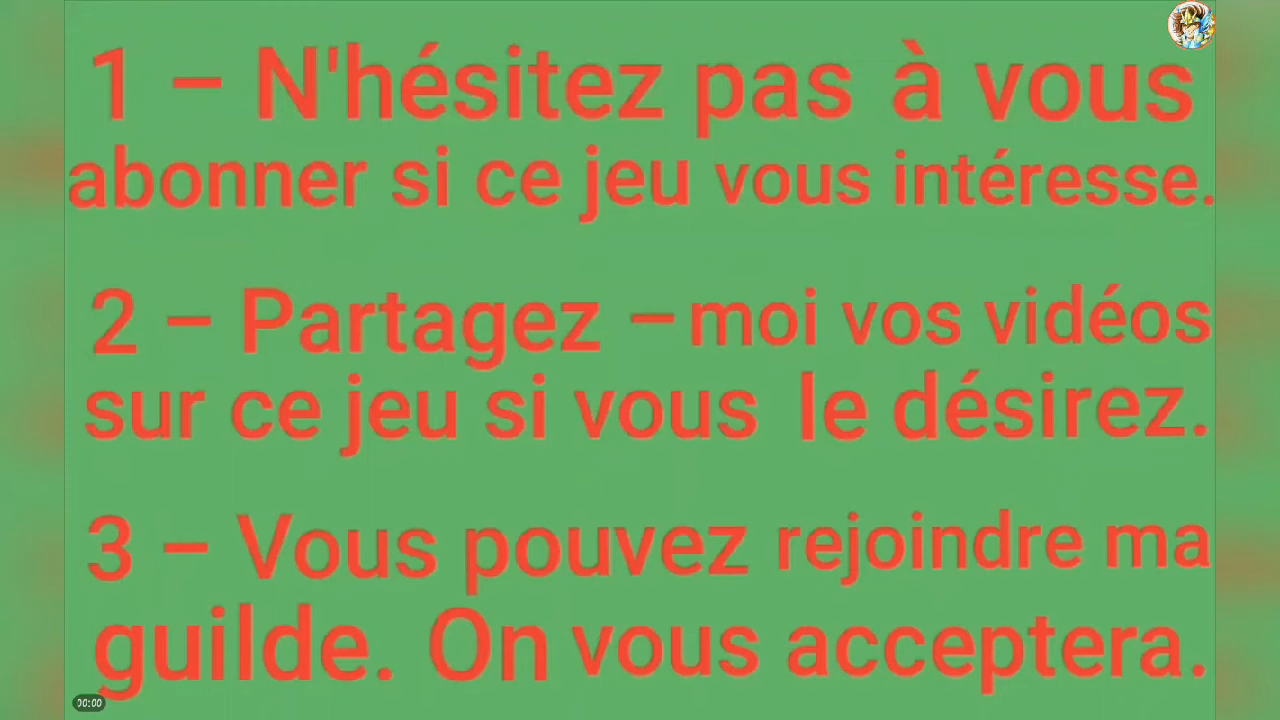 1 – N'hésitez pas à vous
abonner si ce jeu vous intéresse.
2 – Partagez –moi vos vidéos
sur ce jeu si vous le désirez.
3 – Vous pouvez rejoindre ma
guilde. On vous acceptera.
00:00